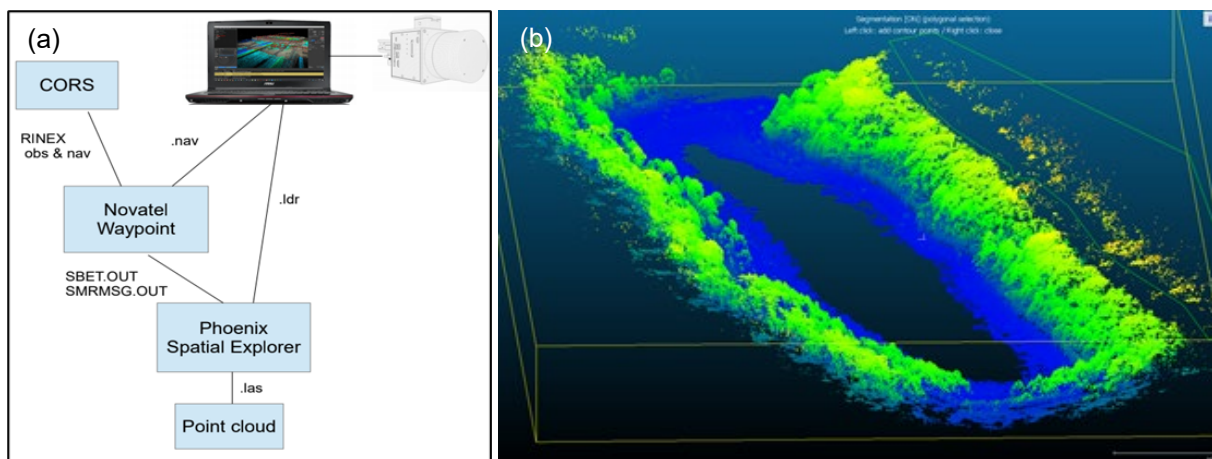 (a)
CORS
RINEX
obs & nav
.nav
.ldr
Novatel
Waypoint
SBET.OUT
SMRMSG.OUT
Phoenix
Spatial Explorer
.las
Point cloud
(b)
Segmentation [ON] (polygonal selection)
Left click : add contour points / Right click : close